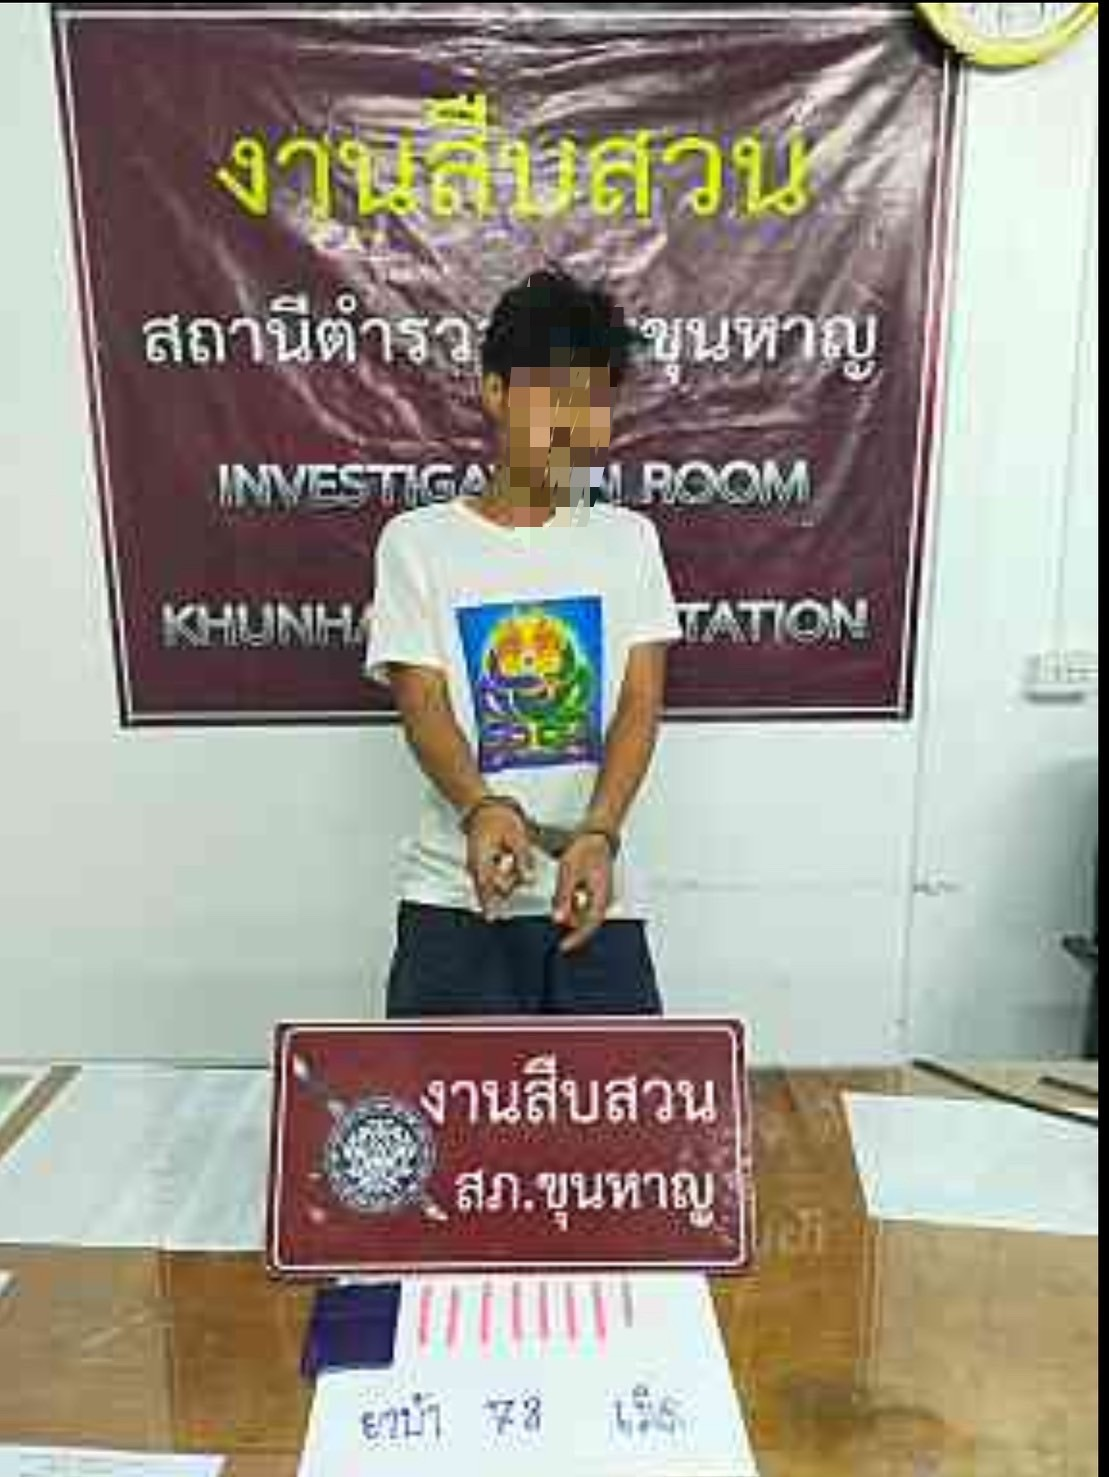 งานสืบสวน
สถานีตำรว ขุนหาญ
INVESTIGA N ROOM
KHUNHA TATION
งานสืบสวน
สภ.ขุนหาญ
ยาบ้า 78 เม็ด